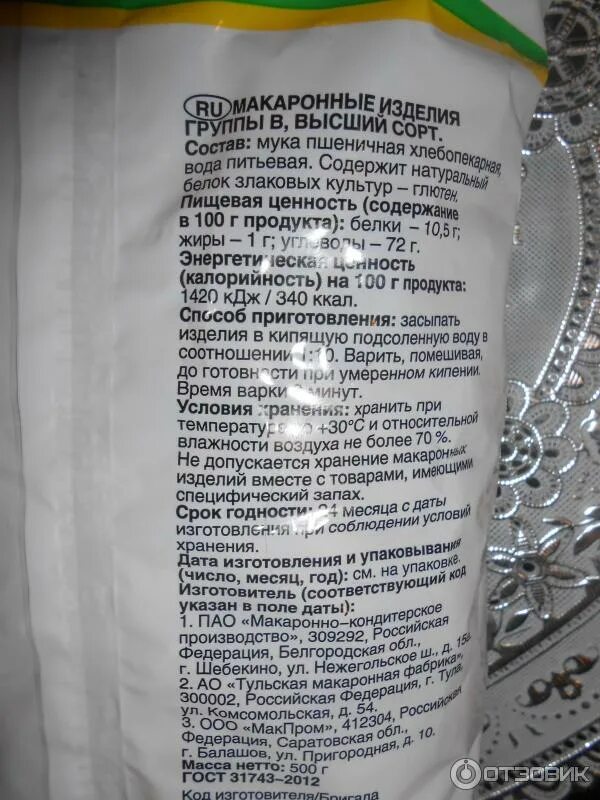 RU МАКАРОННЫЕ ИЗДЕЛИЯ
ГРУППЫ В, ВЫСШИЙ СОРТ.
Состав: мука пшеничная хлебопекарная,
вода питьевая. Содержит натуральный
белок злаковых культур – глютен.
Пищевая ценность (содержание
в 100 г продукта): белки – 10,5 г;
жиры – 1 г; углеводы – 72 г.
Энергетическая ценность
(калорийность) на 100 г продукта:
1420 кДж / 340 ккал.
Способ приготовления: засыпать
изделия в кипящую подсоленную воду в
соотношении 1:10. Варить, помешивая,
до готовности при умеренном кипении.
Время варки минут.
Условия хранения: хранить при
температуре до +30°С и относительной
влажности воздуха не более 70 %.
Не допускается хранение макаронных
изделий вместе с товарами, имеющими
специфический запах.
Срок годности: 24 месяца с даты
изготовления при соблюдении условий
хранения.
Дата изготовления и упаковывания
(число, месяц, год): см. на упаковке.
Изготовитель (соответствующий код
указан в поле даты):
1. ПАО «Макаронно-кондитерское
производство», 309292, Российская
Федерация, Белгородская обл.,
г. Шебекино, ул. Нежегольское ш., д.
2. АО «Тульская макаронная фабрика»,
300002, Российская Федерация, г. Тула,
ул. Комсомольская, д. 54.
3. ООО «МакПром», 412304, Российская
Федерация, Саратовская обл.,
г. Балашов, ул. Пригородная, д. 10.
Масса нетто: 500 г
ГОСТ 31743–2012
Код изготовителя/Бригада
ОТЗОВИК